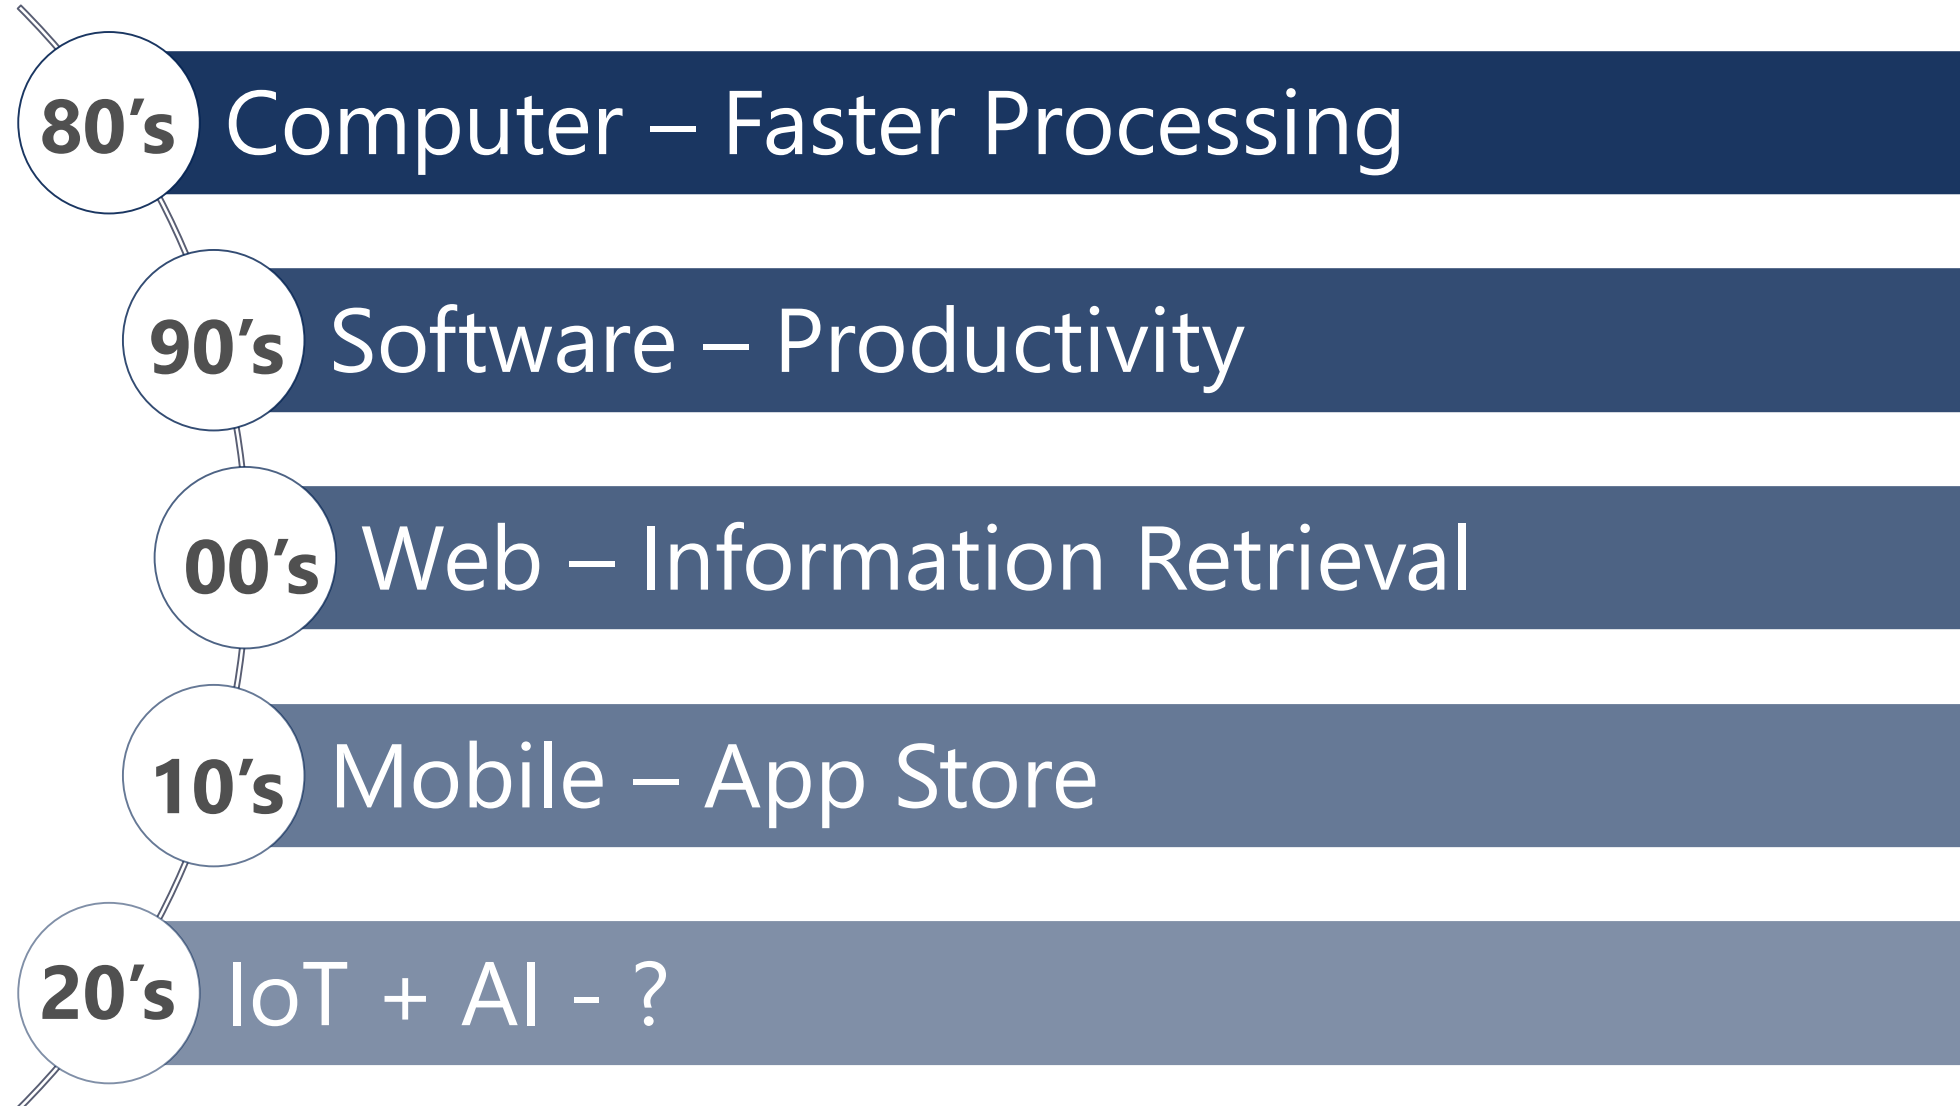 80’s Computer – Faster Processing
90’s Software – Productivity
00’s Web – Information Retrieval
10’s Mobile – App Store
20’s IoT + AI - ?